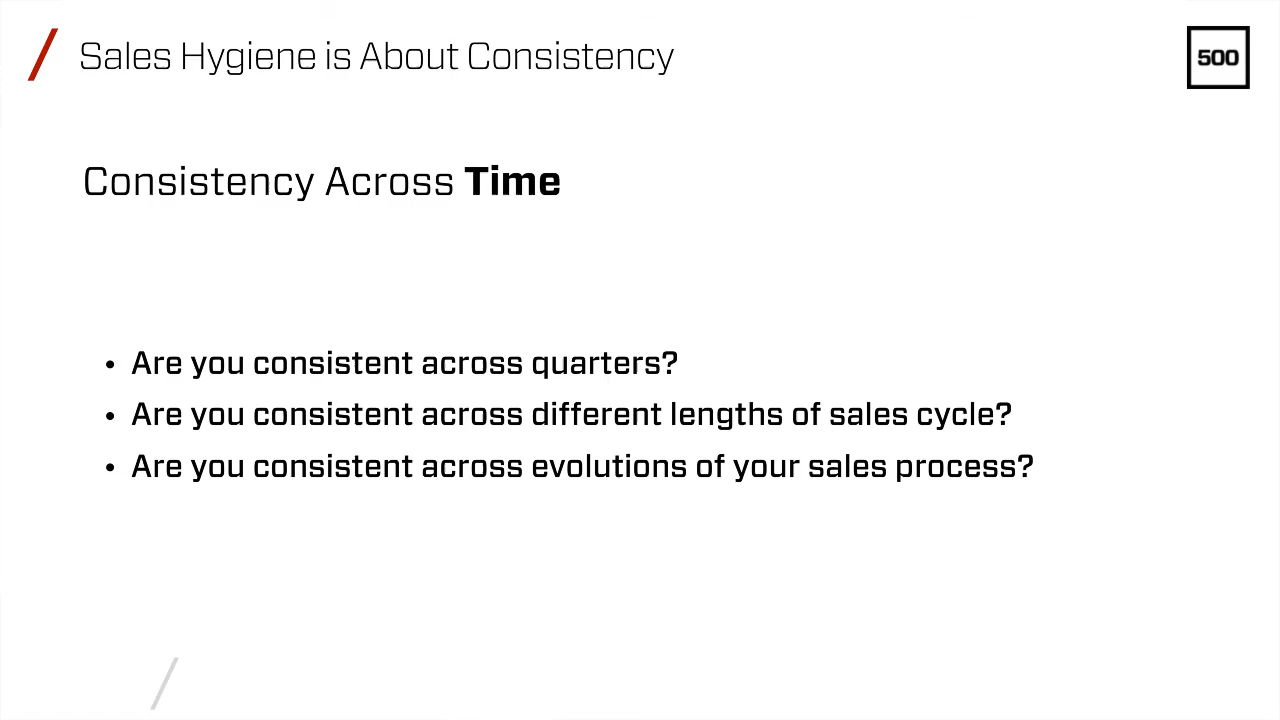 Sales Hygiene is About Consistency
500
Consistency Across Time
• Are you consistent across quarters?
• Are you consistent across different lengths of sales cycle?
• Are you consistent across evolutions of your sales process?